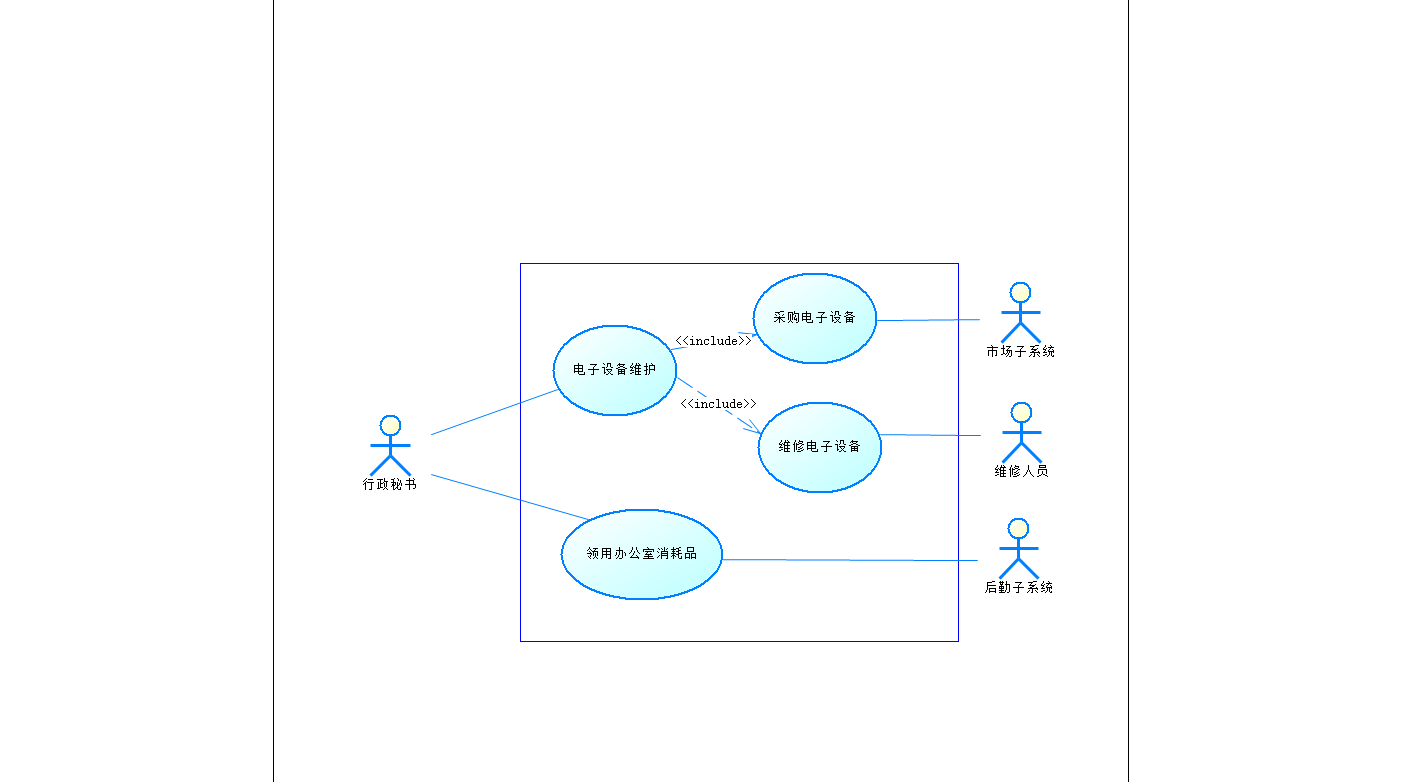 采购电子设备
市场子系统
<<include>>
电子设备维护
<<include>>
维修电子设备
维修人员
行政秘书
领用办公室消耗品
后勤子系统